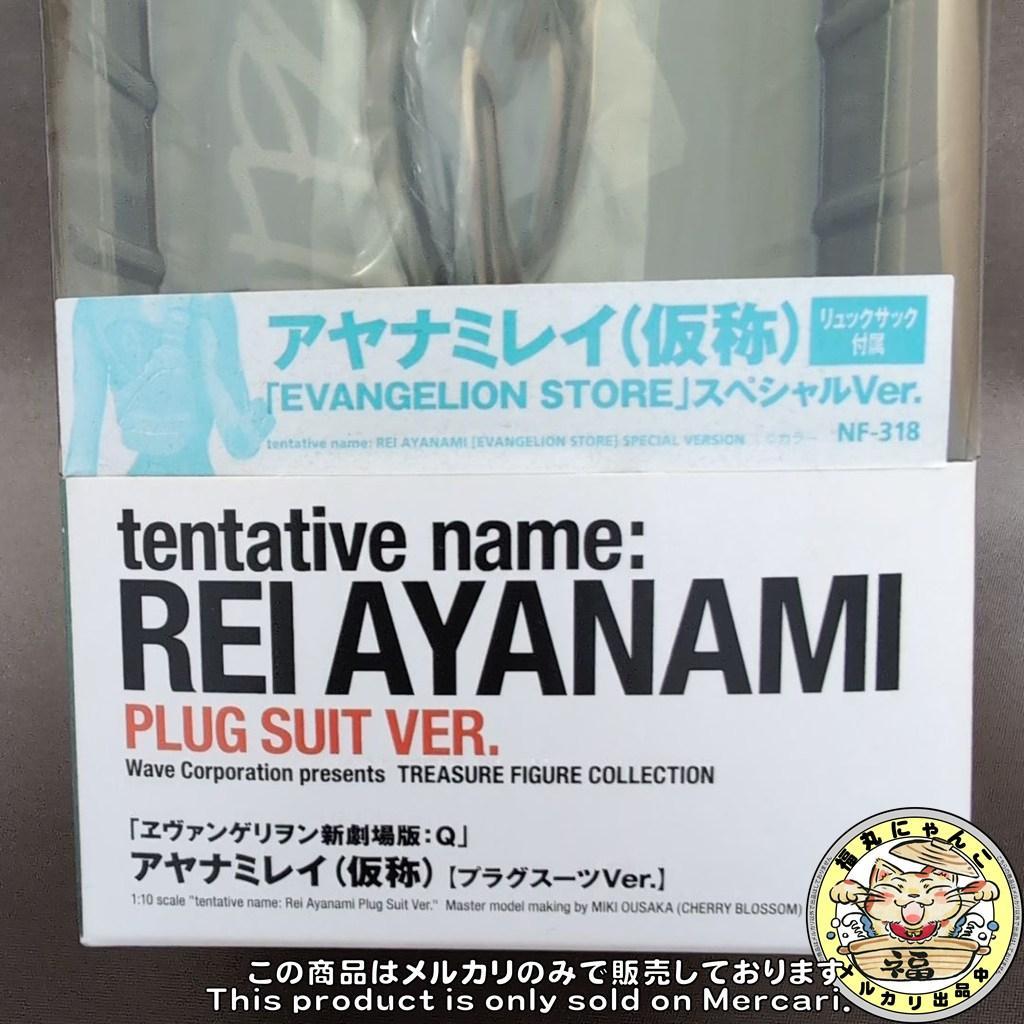 アヤナミレイ(仮称)
リュックサック
付属
「EVANGELION STORE」スペシャルVer.
tentative name: REI AYANAMI [EVANGELION STORE] SPECIAL VERSION ©カラー NF-318
tentative name:
REI AYANAMI
PLUG SUIT VER.
Wave Corporation presents TREASURE FIGURE COLLECTION
「ヱヴァンゲリヲン新劇場版:Q」
アヤナミレイ(仮称)【プラグスーツVer.】
1:10 scale "tentative name: Rei Ayanami Plug Suit Ver." Master model making by MIKI OUSAKA (CHERRY BLOSSOM)
福丸にゃんこ
福
メルカリ出品中
この商品はメルカリのみで販売しております
This product is only sold on Mercari.